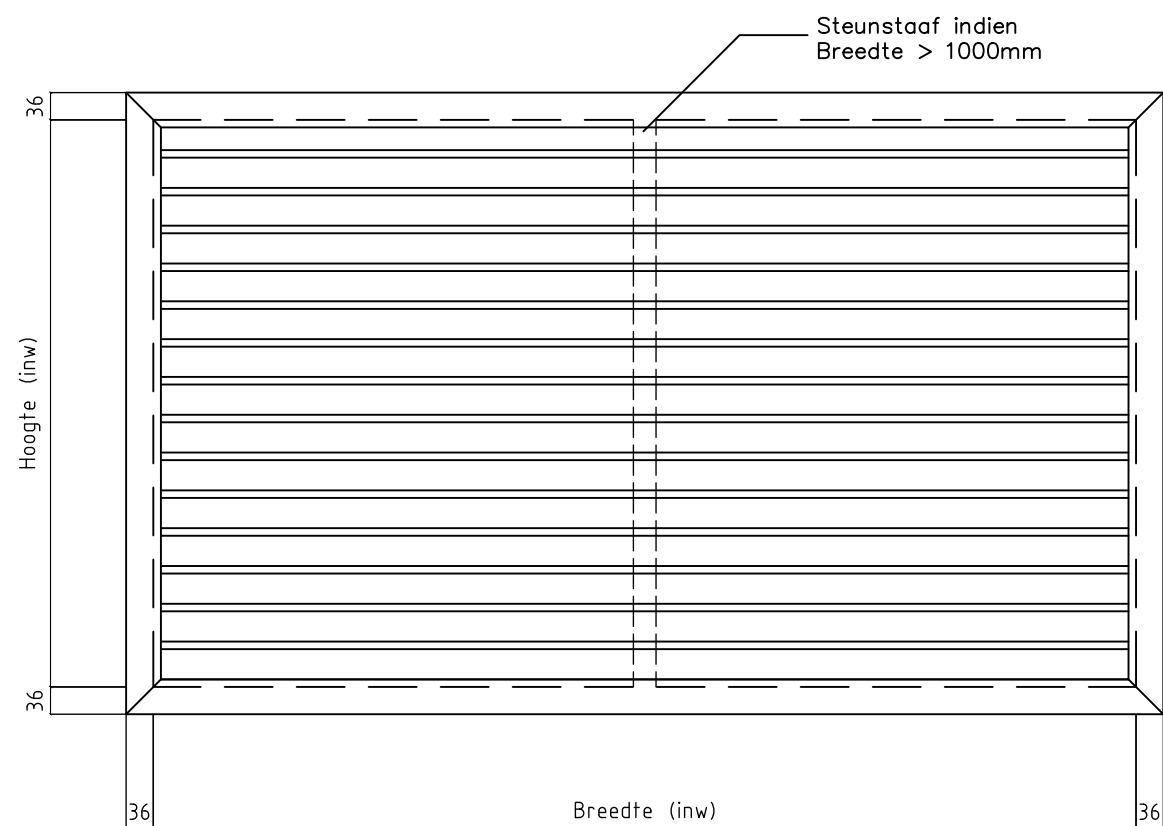 Steunstaaf indien
Breedte > 1000mm
36
Hoogte (inw)
36
36
Breedte (inw)
36